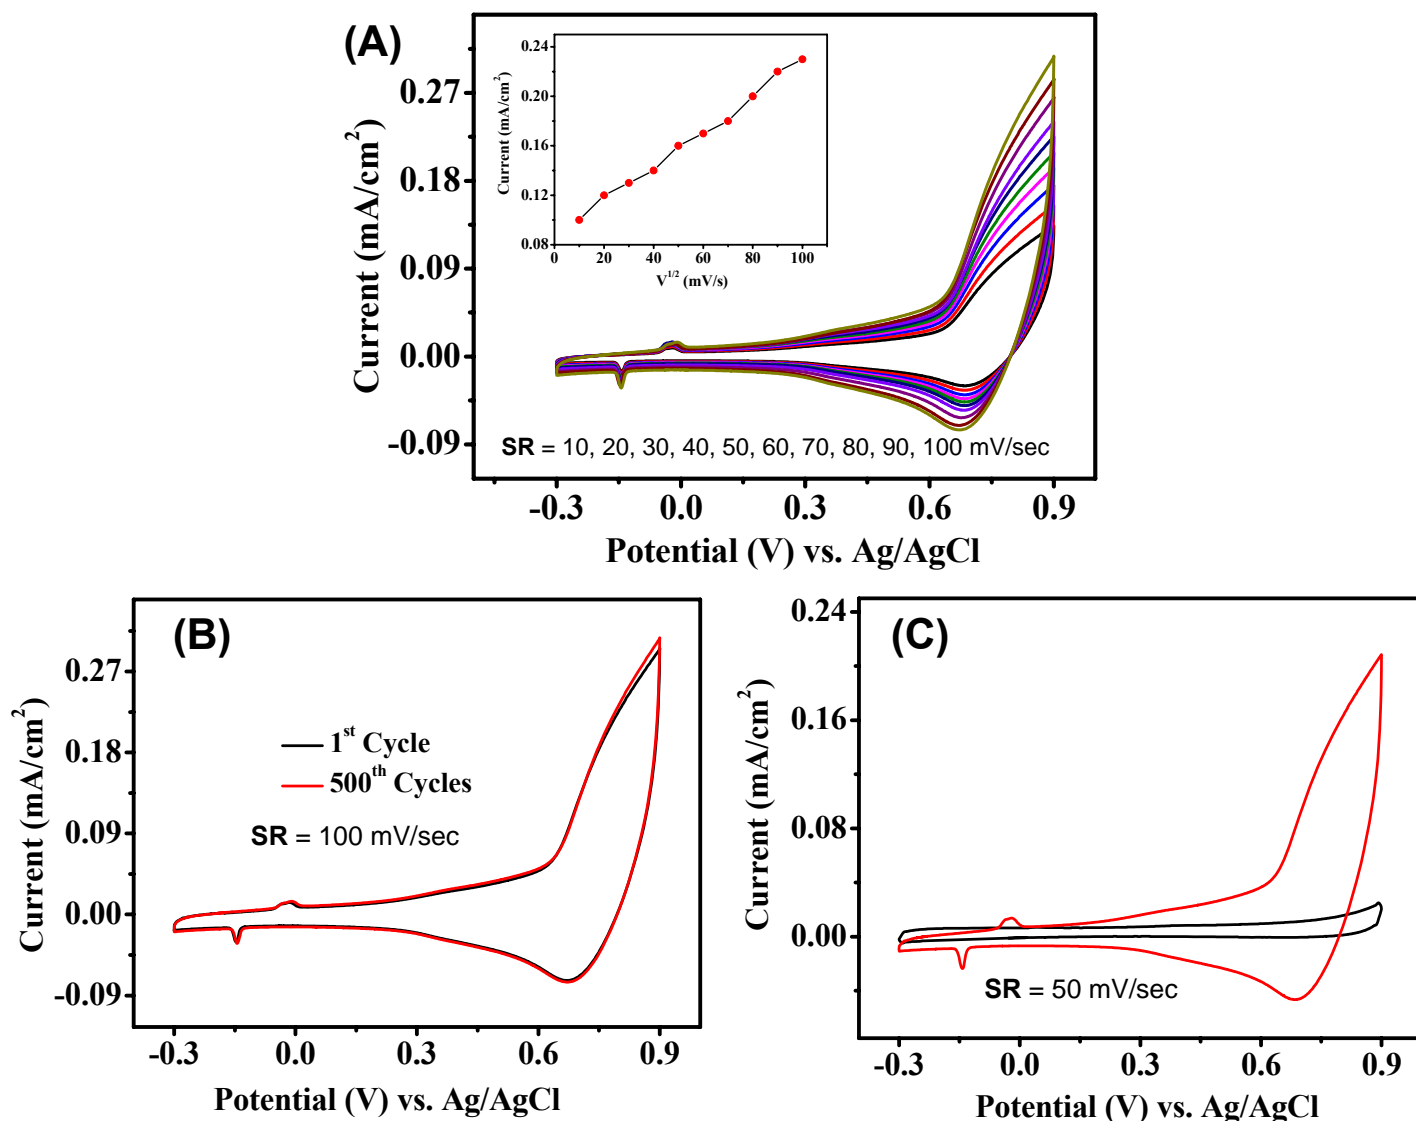 (A)
0.27
0.18
0.09
0.00
-0.09
Current (mA/cm²)
0.24
0.20
0.16
0.12
0.08
Current (mA/cm²)
0 20 40 60 80 100
V^1/2 (mV/s)
SR = 10, 20, 30, 40, 50, 60, 70, 80, 90, 100 mV/sec
-0.3 0.0 0.3 0.6 0.9
Potential (V) vs. Ag/AgCl
(B)
0.27
0.18
0.09
0.00
-0.09
Current (mA/cm²)
1st Cycle
500th Cycles
SR = 100 mV/sec
-0.3 0.0 0.3 0.6 0.9
Potential (V) vs. Ag/AgCl
(C)
0.24
0.16
0.08
0.00
Current (mA/cm²)
SR = 50 mV/sec
-0.3 0.0 0.3 0.6 0.9
Potential (V) vs. Ag/AgCl